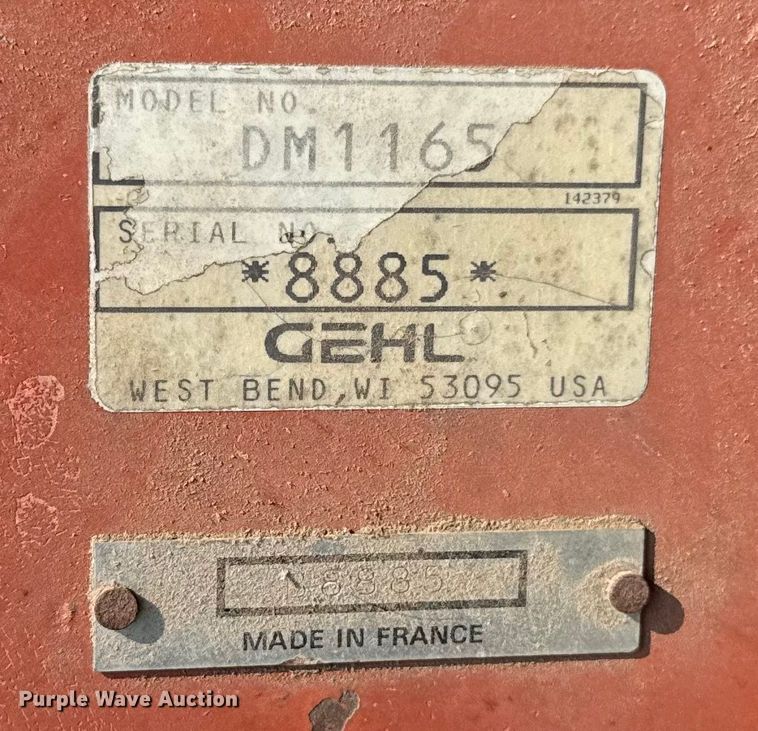 MODEL NO.
DM1165
142379
SERIAL NO.
*8885*
GEHL
WEST BEND, WI 53095 USA
MADE IN FRANCE
Purple Wave Auction